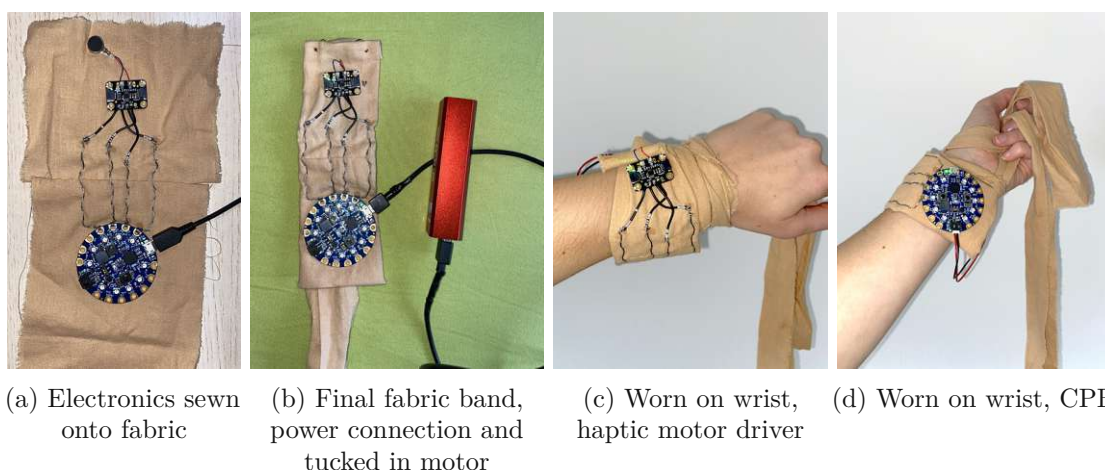 (a) Electronics sewn
onto fabric
(b) Final fabric band,
power connection and
tucked in motor
(c) Worn on wrist,
haptic motor driver
(d) Worn on wrist, CPB